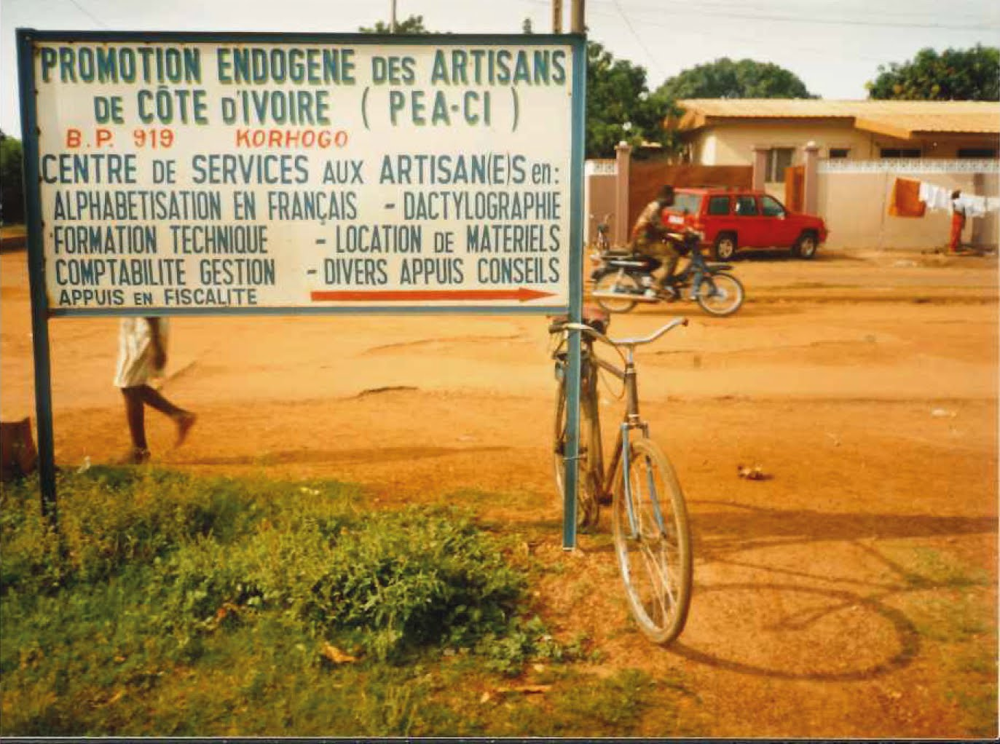 PROMOTION ENDOGENE DES ARTISANS
DE CÔTE D'IVOIRE ( PEA-CI )
B.P. 919 KORHOGO
CENTRE DE SERVICES AUX ARTISAN(E)S en:
ALPHABETISATION EN FRANÇAIS - DACTYLOGRAPHIE
FORMATION TECHNIQUE - LOCATION DE MATERIELS
COMPTABILITE GESTION - DIVERS APPUIS CONSEILS
APPUIS EN FISCALITE